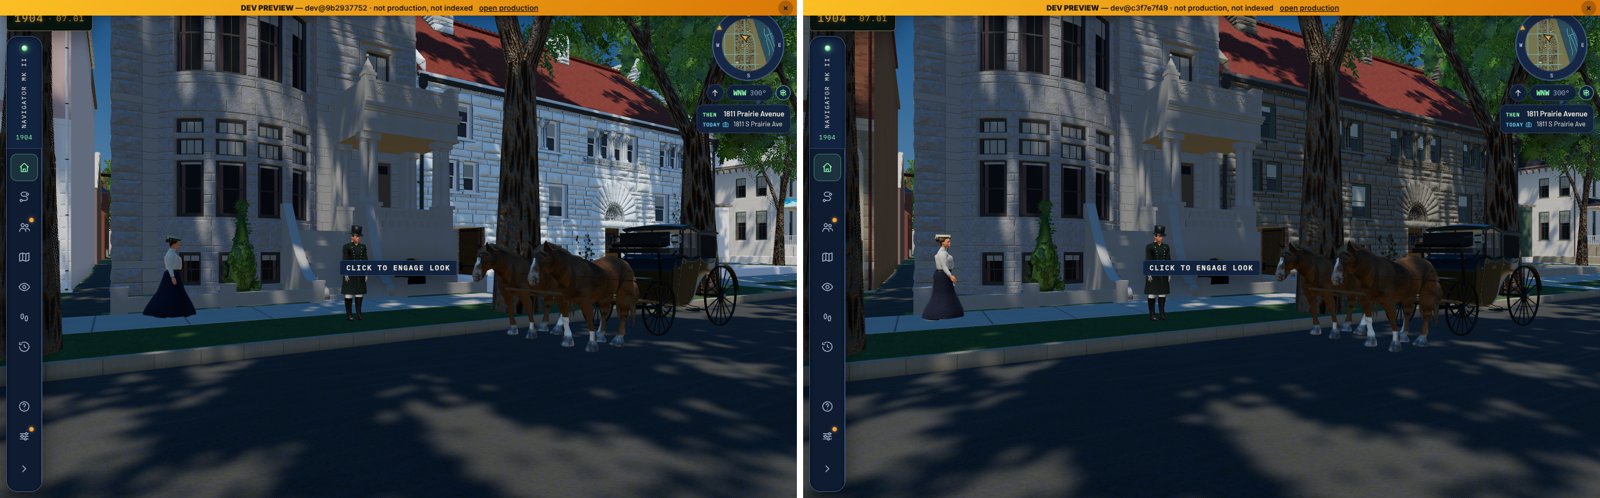 DEV PREVIEW — dev@9b2937752 · not production, not indexed open production ×
1904 · 07.01
NAVIGATOR MK II
1904
W
E
S
WNW 300°
THEN 1811 Prairie Avenue
TODAY 1811 S Prairie Ave
CLICK TO ENGAGE LOOK
DEV PREVIEW — dev@c3f7e7f49 · not production, not indexed open production ×
1904 · 07.01
NAVIGATOR MK II
1904
W
E
S
WNW 300°
THEN 1811 Prairie Avenue
TODAY 1811 S Prairie Ave
CLICK TO ENGAGE LOOK